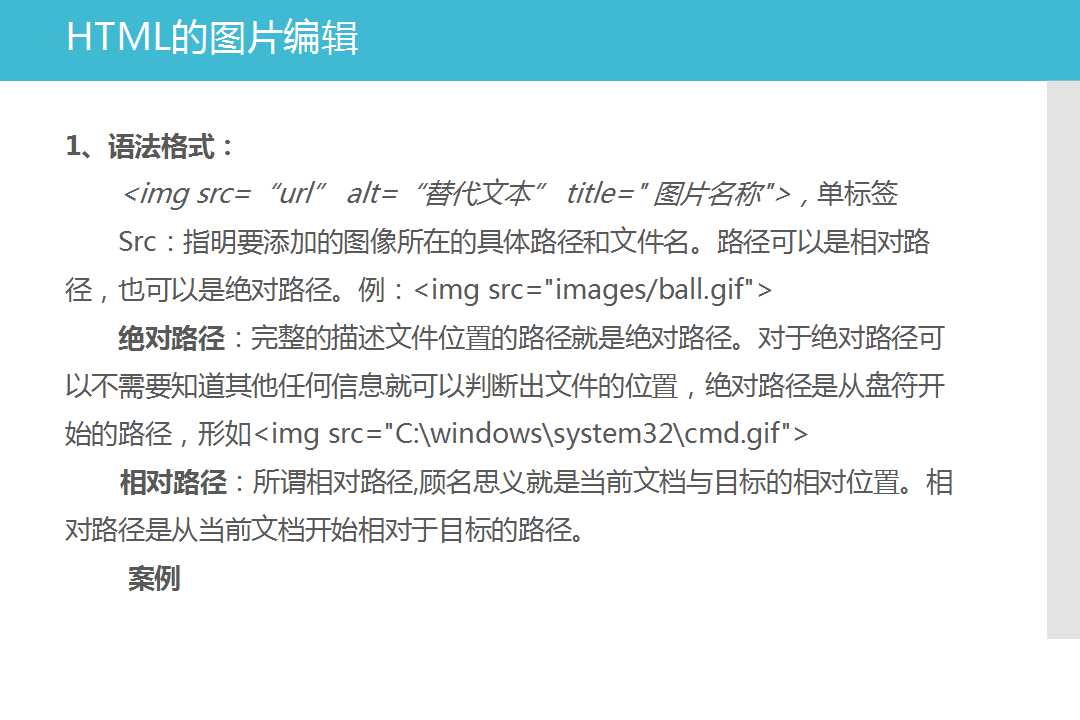 HTML的图片编辑
1、语法格式：
<img src=“url” alt=“替代文本” title="图片名称">，单标签
Src：指明要添加的图像所在的具体路径和文件名。路径可以是相对路
径，也可以是绝对路径。例：<img src="images/ball.gif">
绝对路径：完整的描述文件位置的路径就是绝对路径。对于绝对路径可
以不需要知道其他任何信息就可以判断出文件的位置，绝对路径是从盘符开
始的路径，形如<img src="C:\windows\system32\cmd.gif">
相对路径：所谓相对路径,顾名思义就是当前文档与目标的相对位置。相
对路径是从当前文档开始相对于目标的路径。
案例